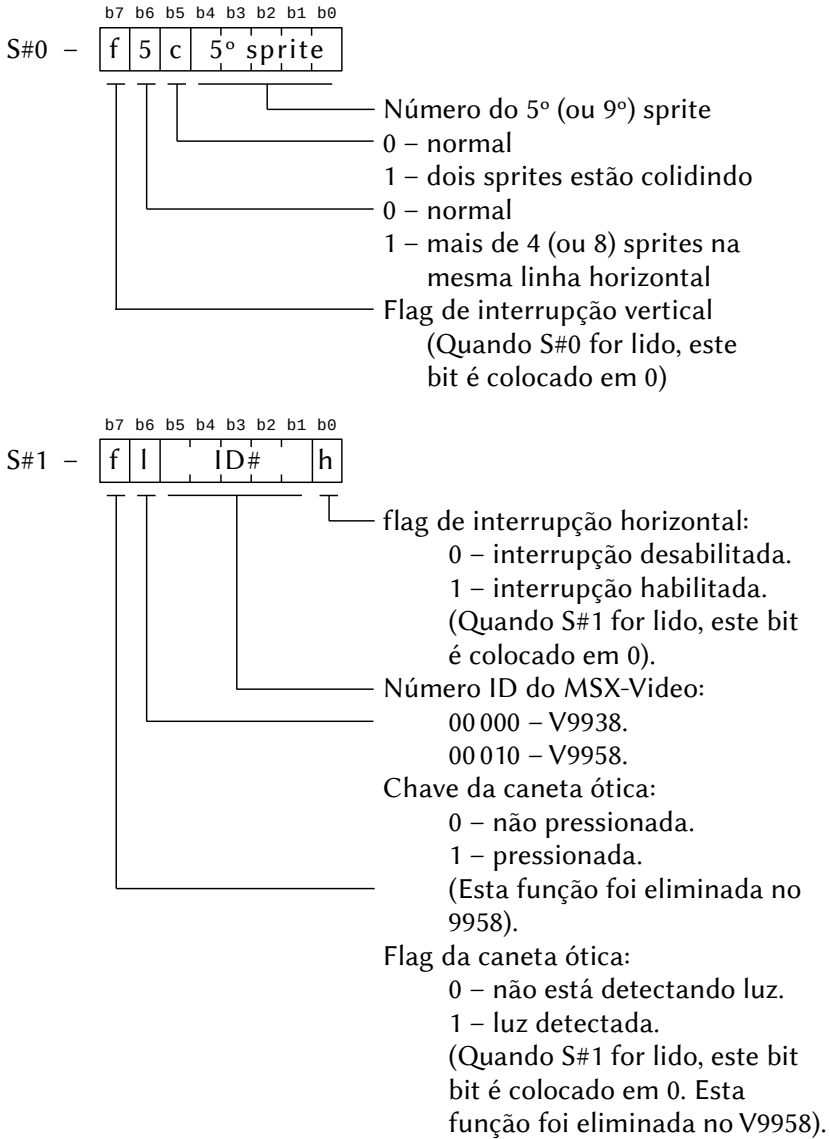 b7 b6 b5 b4 b3 b2 b1 b0
S#0 – f 5 c 5º sprite
Número do 5º (ou 9º) sprite
0 – normal
1 – dois sprites estão colidindo
0 – normal
1 – mais de 4 (ou 8) sprites na
mesma linha horizontal
Flag de interrupção vertical
(Quando S#0 for lido, este
bit é colocado em 0)
b7 b6 b5 b4 b3 b2 b1 b0
S#1 – f l ID# h
flag de interrupção horizontal:
0 – interrupção desabilitada.
1 – interrupção habilitada.
(Quando S#1 for lido, este bit
é colocado em 0).
Número ID do MSX-Video:
00 000 – V9938.
00 010 – V9958.
Chave da caneta ótica:
0 – não pressionada.
1 – pressionada.
(Esta função foi eliminada no
9958).
Flag da caneta ótica:
0 – não está detectando luz.
1 – luz detectada.
(Quando S#1 for lido, este bit
bit é colocado em 0. Esta
função foi eliminada no V9958).